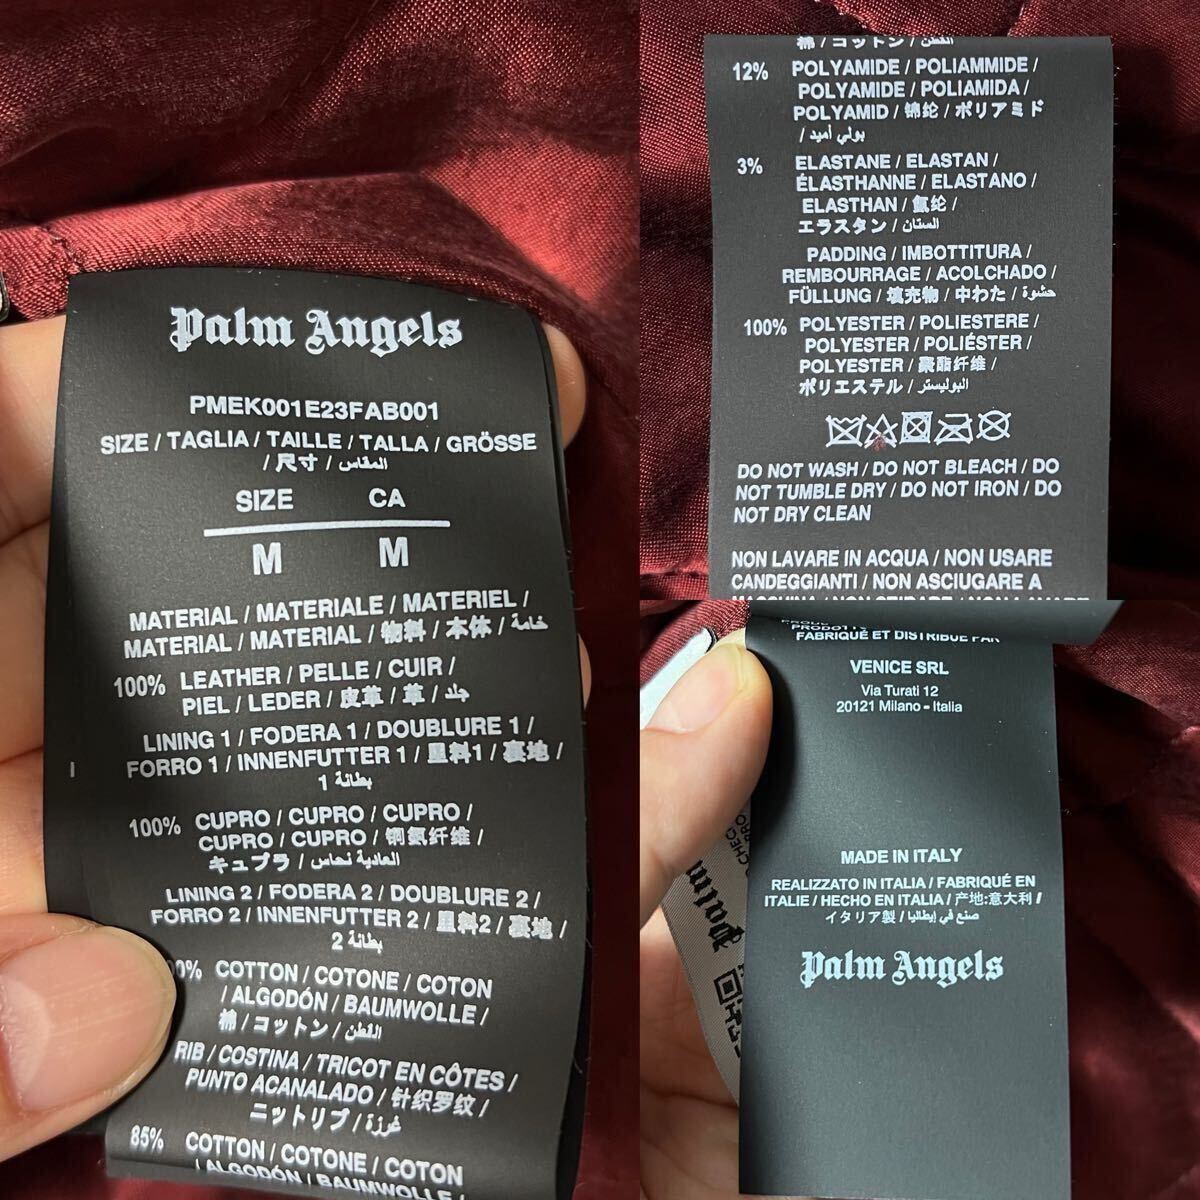 Palm Angels
PMEK001E23FAB001
SIZE / TAGLIA / TAILLE / TALLA / GRÖSSE
/ 尺寸 / المقاس
SIZE CA
M M
MATERIAL / MATERIALE / MATERIEL /
MATERIAL / MATERIAL / 物料 / 本体 / خامة
100% LEATHER / PELLE / CUIR /
PIEL / LEDER / 皮革 / 革 / جلد
LINING 1 / FODERA 1 / DOUBLURE 1 /
FORRO 1 / INNENFUTTER 1 / 里料1 / 裏地 /
بطانة 1
100% CUPRO / CUPRO / CUPRO /
CUPRO / CUPRO / 铜氨纤维 /
キュプラ / العادية نحاس
LINING 2 / FODERA 2 / DOUBLURE 2 /
FORRO 2 / INNENFUTTER 2 / 里料2 / 裏地 /
بطانة 2
00% COTTON / COTONE / COTON
/ ALGODÓN / BAUMWOLLE /
棉 / コットン / القطن
RIB / COSTINA / TRICOT EN CÔTES /
PUNTO ACANALADO / 针织罗纹 /
ニットリブ / غرزة
85% COTTON / COTONE / COTON
/ ALGODÓN / BAUMWOLLE /
棉 / コットン / القطن
12% POLYAMIDE / POLIAMMIDE /
POLYAMIDE / POLIAMIDA /
POLYAMID / 锦纶 / ポリアミド
/ بولي أميد
3% ELASTANE / ELASTAN /
ÉLASTHANNE / ELASTANO /
ELASTHAN / 氨纶 /
エラスタン / الستان
PADDING / IMBOTTITURA /
REMBOURRAGE / ACOLCHADO /
FÜLLUNG / 填充物 / 中わた / حشوة
100% POLYESTER / POLIESTERE /
POLYESTER / POLIÉSTER /
POLYESTER / 聚酯纤维 /
ポリエステル / البوليستر
DO NOT WASH / DO NOT BLEACH / DO
NOT TUMBLE DRY / DO NOT IRON / DO
NOT DRY CLEAN
NON LAVARE IN ACQUA / NON USARE
CANDEGGIANTI / NON ASCIUGARE A
FABRIQUÉ ET DISTRIBUÉ PAR
VENICE SRL
Via Turati 12
20121 Milano - Italia
MADE IN ITALY
REALIZZATO IN ITALIA / FABRIQUÉ EN
ITALIE / HECHO EN ITALIA / 产地:意大利 /
イタリア製 / صنع في إيطاليا
Palm Angels
Palm